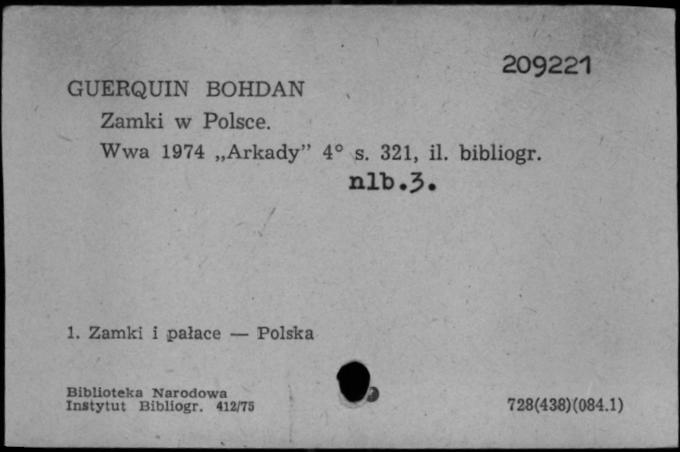 209221
GUERQUIN BOHDAN
Zamki w Polsce.
Wwa 1974 „Arkady” 4° s. 321, il. bibliogr.
nlb.3.
1. Zamki i pałace — Polska
Biblioteka Narodowa
Instytut Bibliogr. 412/75
728(438)(084.1)